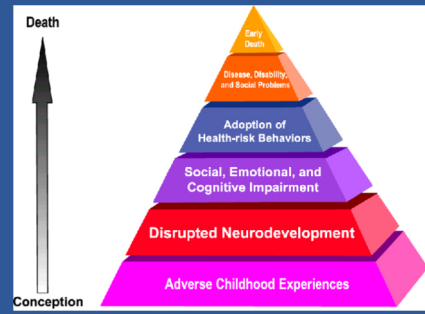 Death
Early
Death
Disease, Disability,
and Social Problems
Adoption of
Health-risk Behaviors
Social, Emotional, and
Cognitive Impairment
Disrupted Neurodevelopment
Adverse Childhood Experiences
Conception